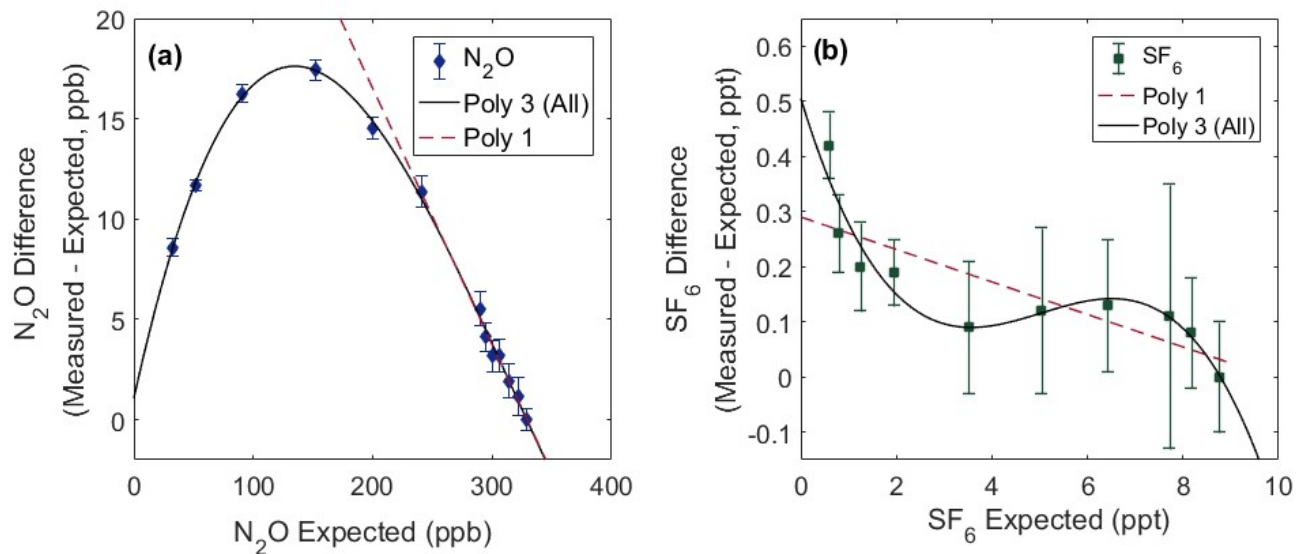 (a)
N₂O
Poly 3 (All)
Poly 1
20
15
10
5
0
0
100
200
300
400
N₂O Expected (ppb)
N₂O Difference
(Measured - Expected, ppb)
(b)
SF₆
Poly 1
Poly 3 (All)
0.6
0.5
0.4
0.3
0.2
0.1
0
-0.1
0
2
4
6
8
10
SF₆ Expected (ppt)
SF₆ Difference
(Measured - Expected, ppt)